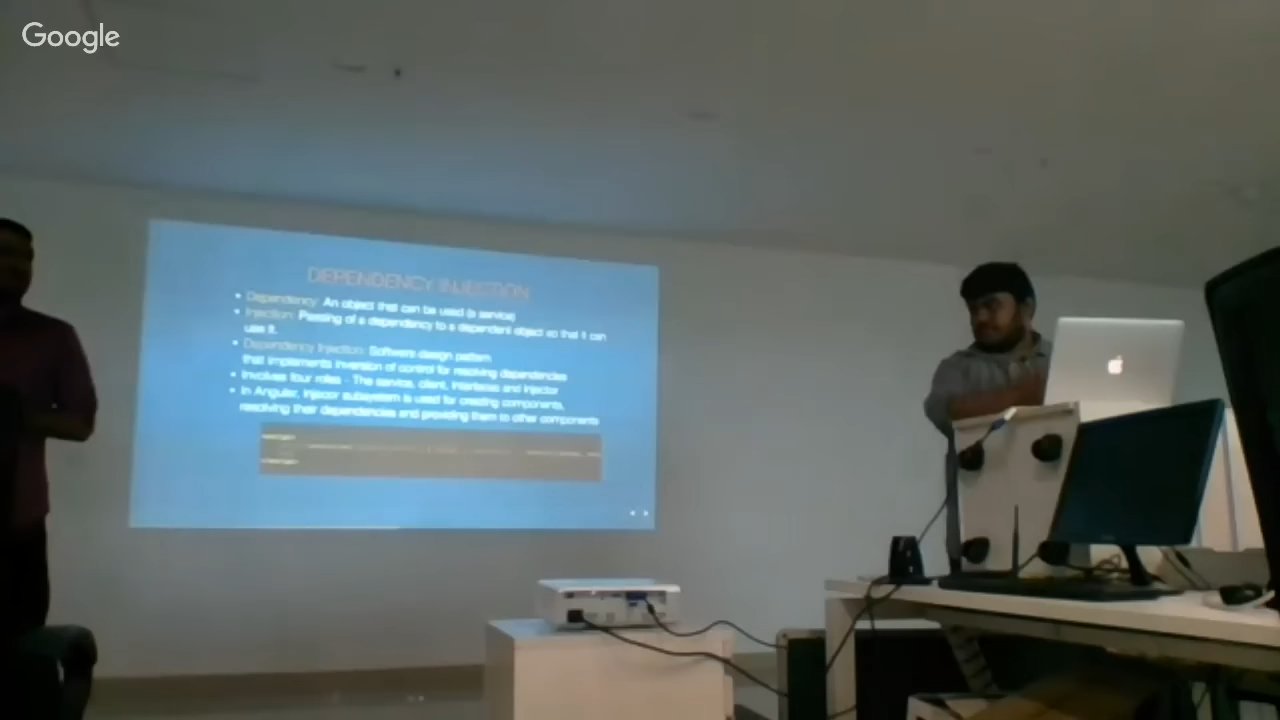 Google
DEPENDENCY INJECTION
• Dependency: An object that can be used (a service)
• Injection: Passing of a dependency to a dependent object so that it can
use it.
• Dependency Injection: Software design pattern
that implements inversion of control for resolving dependencies
• Involves four roles - The service, client, interfaces and injector
• In Angular, injector subsystem is used for creating components,
resolving their dependencies and providing them to other components